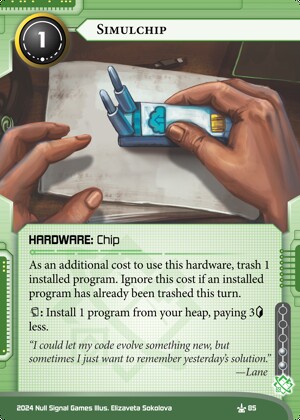 1
Simulchip
HARDWARE: Chip
As an additional cost to use this hardware, trash 1
installed program. Ignore this cost if an installed
program has already been trashed this turn.
: Install 1 program from your heap, paying 3
less.
“I could let my code evolve something new, but
sometimes I just want to remember yesterday’s solution.”
—Lane
2024 Null Signal Games Illus. Elizaveta Sokolova
85